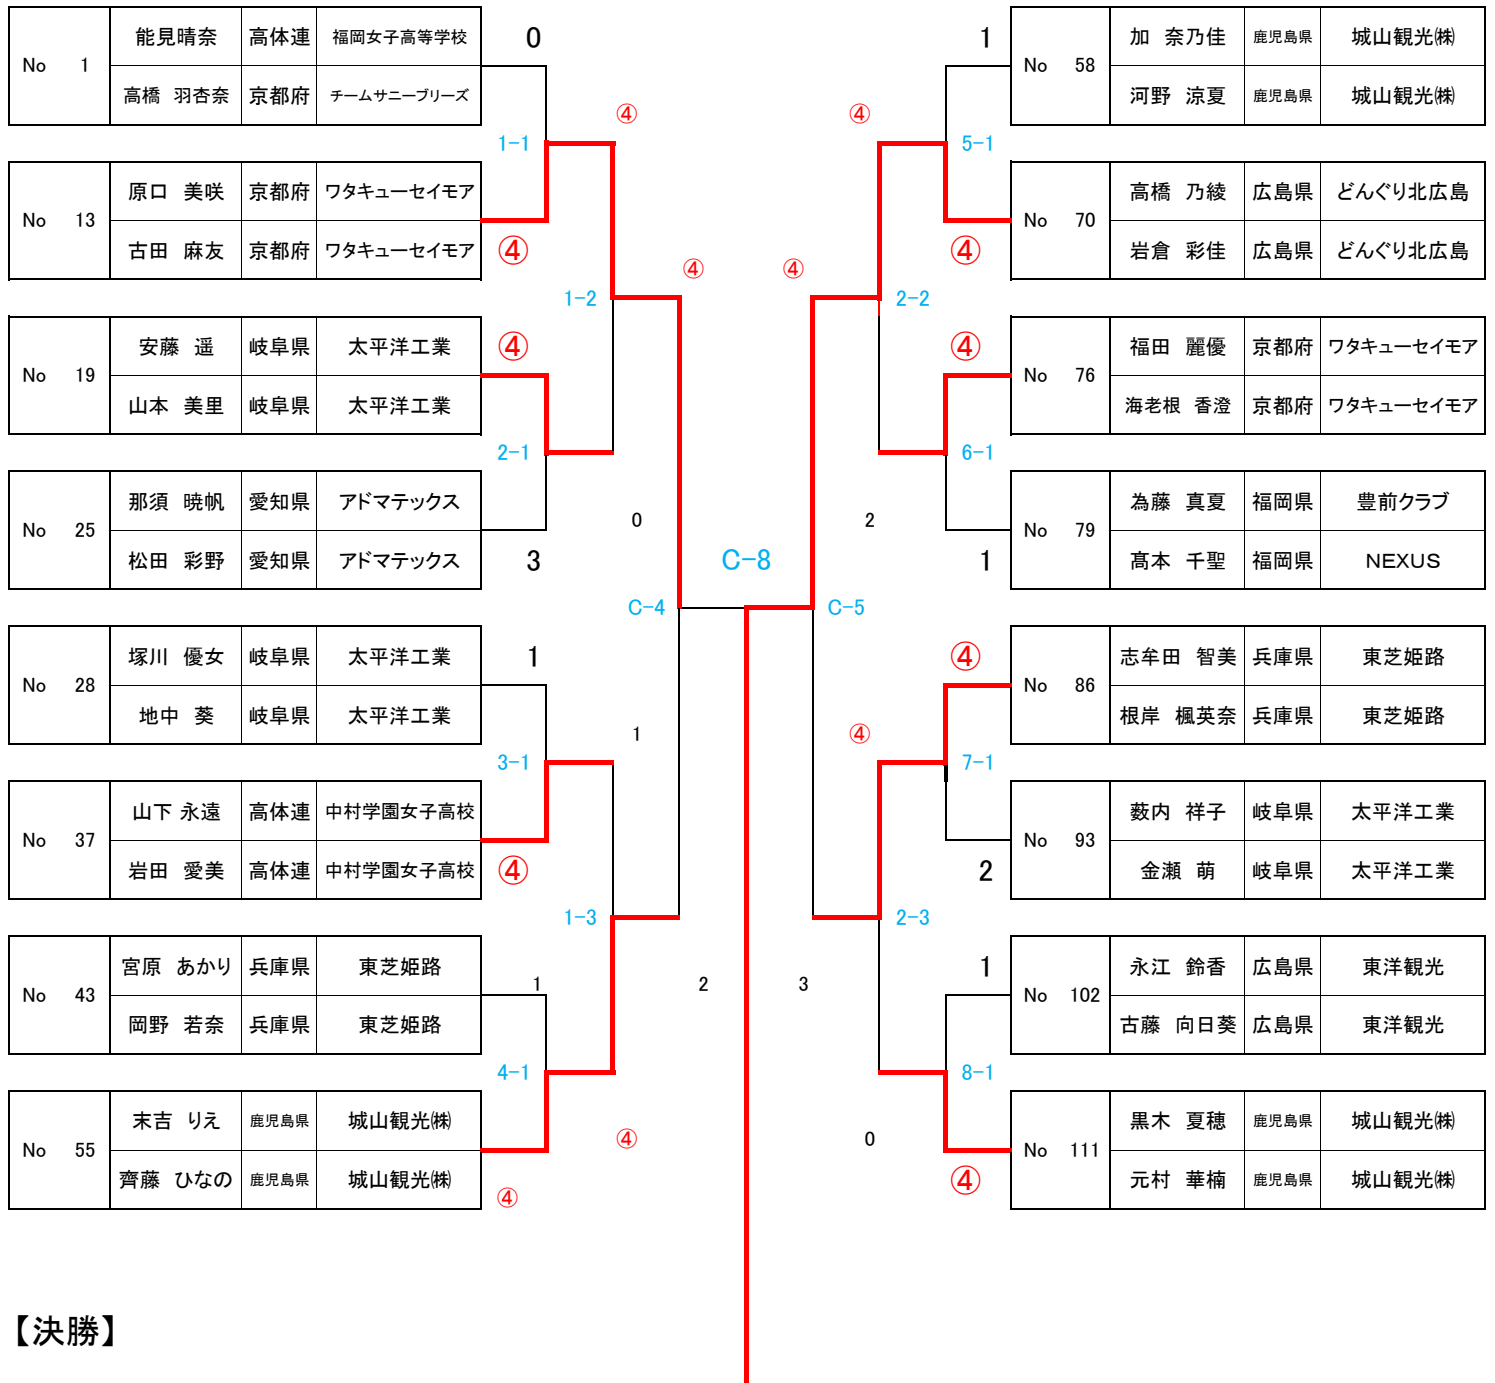 No 1 能見晴奈 高体連 福岡女子高等学校
高橋 羽杏奈 京都府 チームサニーブリーズ
0
No 13 原口 美咲 京都府 ワタキューセイモア
古田 麻友 京都府 ワタキューセイモア
④
1-1
④
No 19 安藤 遥 岐阜県 太平洋工業
山本 美里 岐阜県 太平洋工業
④
No 25 那須 暁帆 愛知県 アドマテックス
松田 彩野 愛知県 アドマテックス
3
2-1
0
1-2
④
No 28 塚川 優女 岐阜県 太平洋工業
地中 葵 岐阜県 太平洋工業
1
No 37 山下 永遠 高体連 中村学園女子高校
岩田 愛美 高体連 中村学園女子高校
④
3-1
1
No 43 宮原 あかり 兵庫県 東芝姫路
岡野 若奈 兵庫県 東芝姫路
1
No 55 末吉 りえ 鹿児島県 城山観光㈱
齊藤 ひなの 鹿児島県 城山観光㈱
④
4-1
④
1-3
2
C-4
C-8
C-5
No 58 加 奈乃佳 鹿児島県 城山観光㈱
河野 涼夏 鹿児島県 城山観光㈱
1
No 70 高橋 乃綾 広島県 どんぐり北広島
岩倉 彩佳 広島県 どんぐり北広島
④
5-1
④
No 76 福田 麗優 京都府 ワタキューセイモア
海老根 香澄 京都府 ワタキューセイモア
④
No 79 為藤 真夏 福岡県 豊前クラブ
髙本 千聖 福岡県 NEXUS
1
6-1
2
2-2
④
No 86 志牟田 智美 兵庫県 東芝姫路
根岸 楓英奈 兵庫県 東芝姫路
④
No 93 薮内 祥子 岐阜県 太平洋工業
金瀬 萌 岐阜県 太平洋工業
2
7-1
④
No 102 永江 鈴香 広島県 東洋観光
古藤 向日葵 広島県 東洋観光
1
No 111 黒木 夏穂 鹿児島県 城山観光㈱
元村 華楠 鹿児島県 城山観光㈱
④
8-1
0
2-3
3
【決勝】